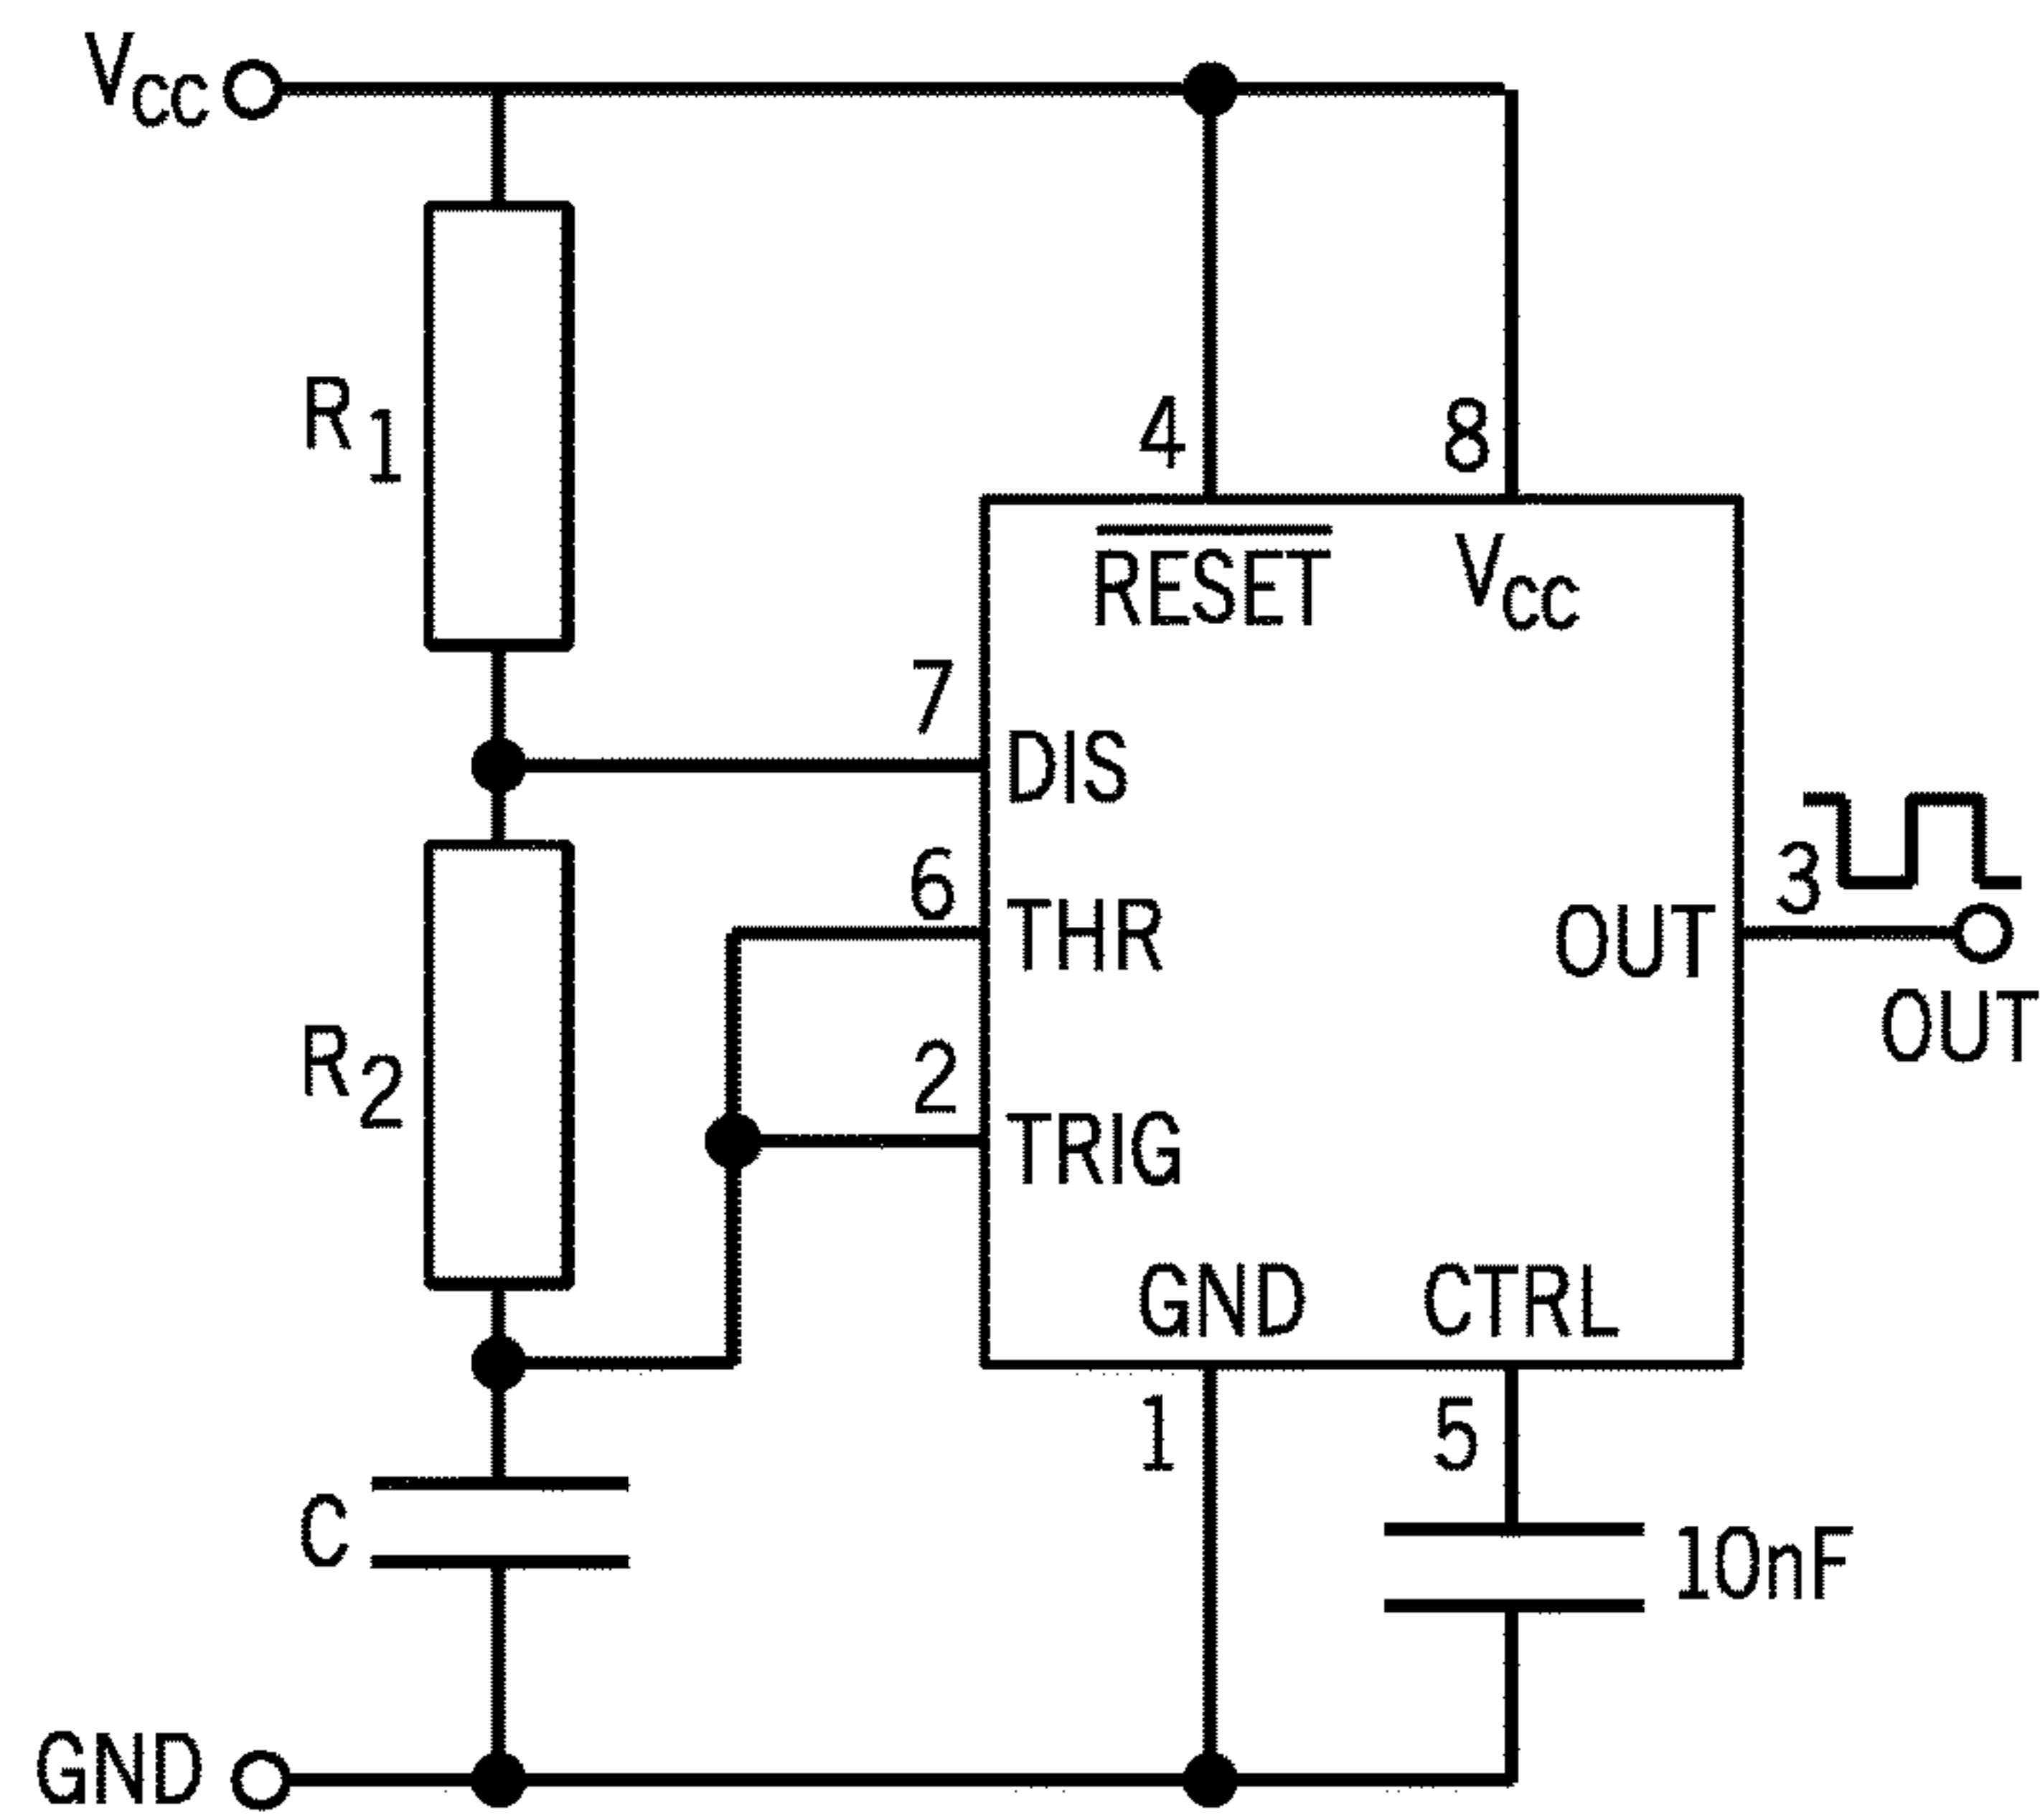 VCC
R1
4
8
RESET
VCC
7
DIS
6
THR
3
OUT
OUT
R2
2
TRIG
GND
CTRL
1
5
C
10nF
GND